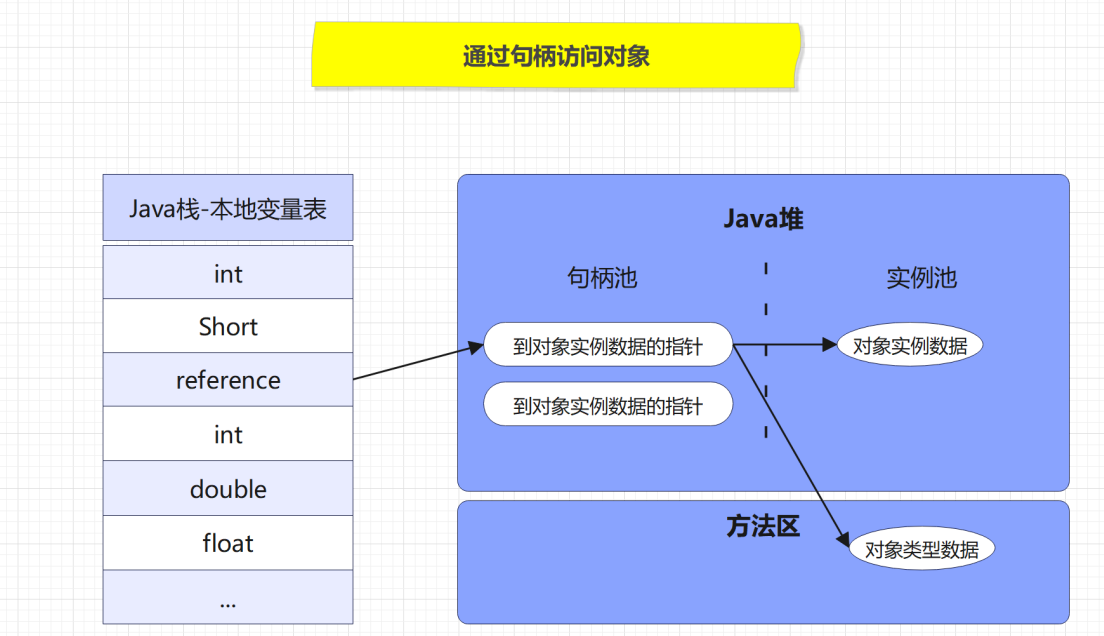 通过句柄访问对象
Java栈-本地变量表
int
Short
reference
int
double
float
...
Java堆
句柄池
实例池
到对象实例数据的指针
对象实例数据
到对象实例数据的指针
方法区
对象类型数据